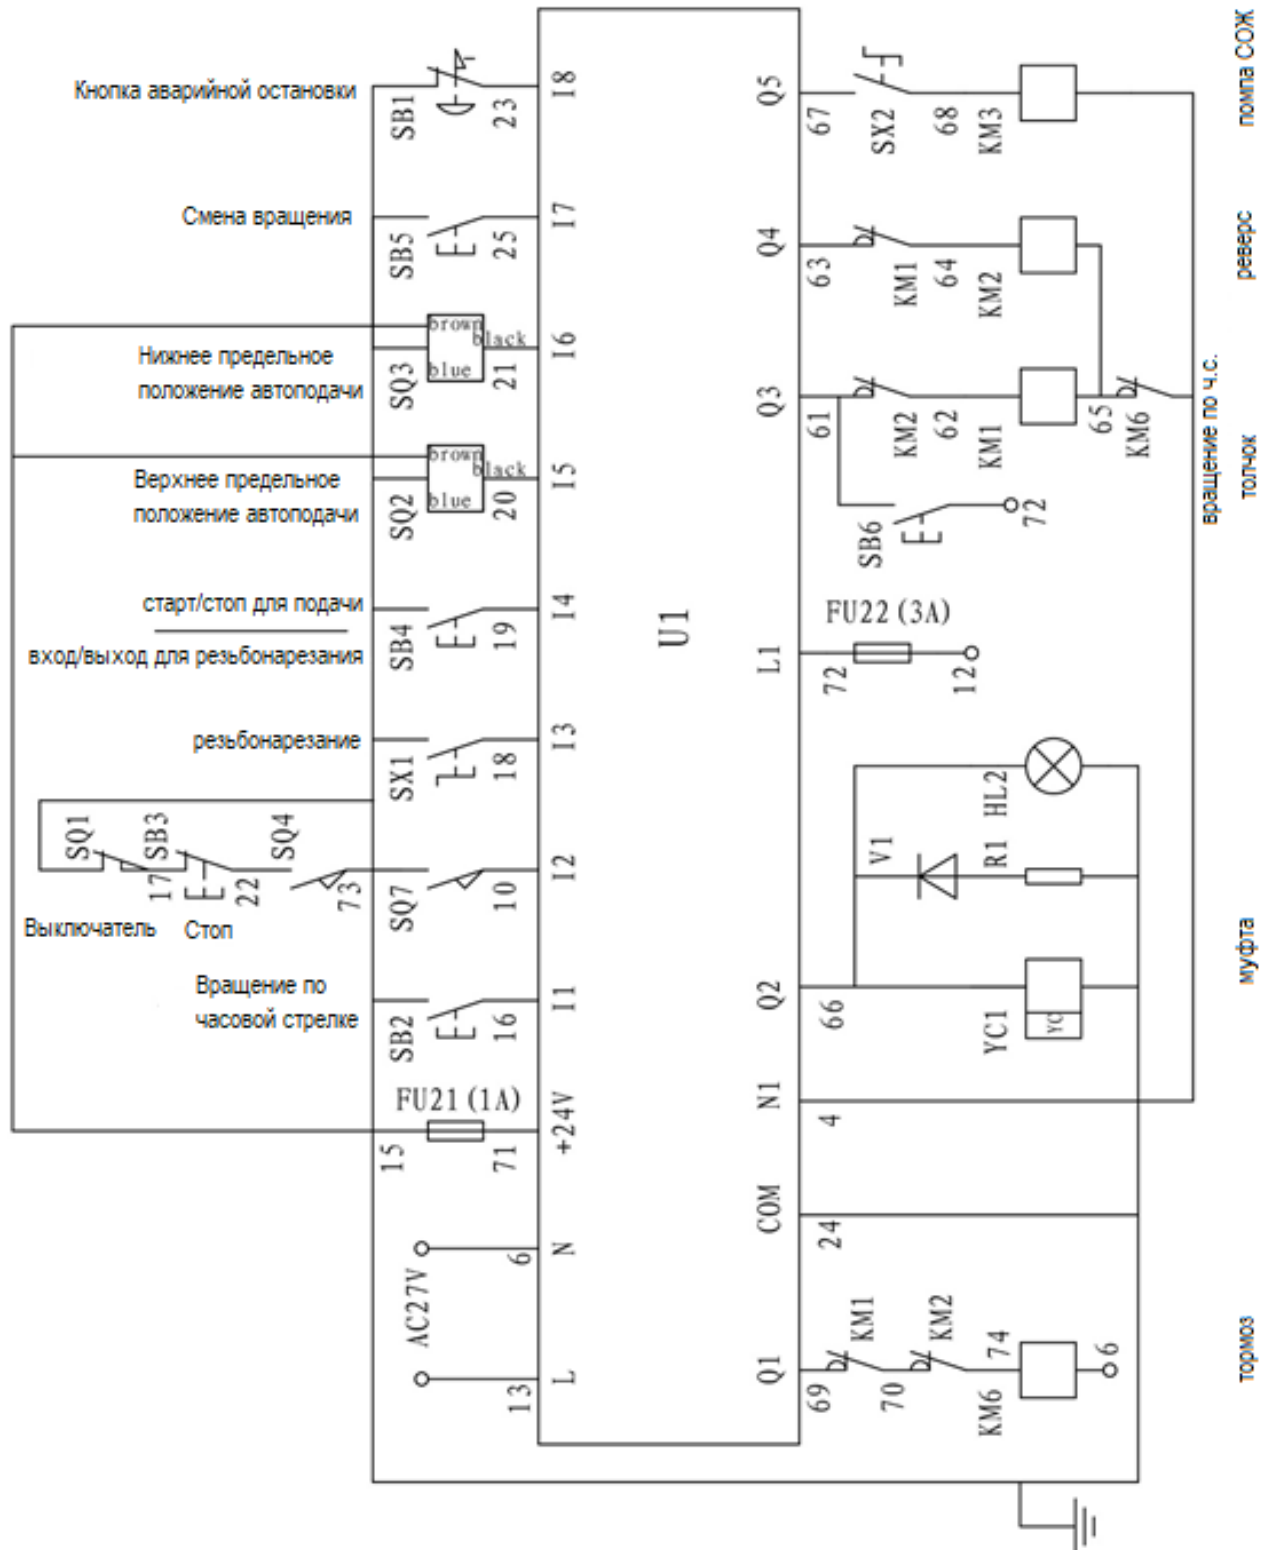 Кнопка аварийной остановки
SB1
23
I8
Смена вращения
SB5
25
I7
brown
black
blue
Нижнее предельное
положение автоподачи
SQ3
21
I6
brown
black
blue
Верхнее предельное
положение автоподачи
SQ2
20
I5
старт/стоп для подачи
вход/выход для резьбонарезания
SB4
19
I4
резьбонарезание
SX1
18
I3
SQ1
17
SB3
22
SQ4
73
SQ7
10
I2
Выключатель
Стоп
Вращение по
часовой стрелке
SB2
16
I1
FU21 (1A)
15
71
+24V
AC27V
6
N
13
L
U1
Q5
67
SX2
68
KM3
помпа СОЖ
Q4
63
KM1
64
KM2
реверс
Q3
61
KM2
62
KM1
65
KM6
вращение по ч.с.
SB6
72
толчок
FU22 (3A)
L1
72
12
HL2
V1
R1
Q2
66
YC1
YC
муфта
N1
4
COM
24
Q1
69
KM1
70
KM2
74
KM6
6
тормоз